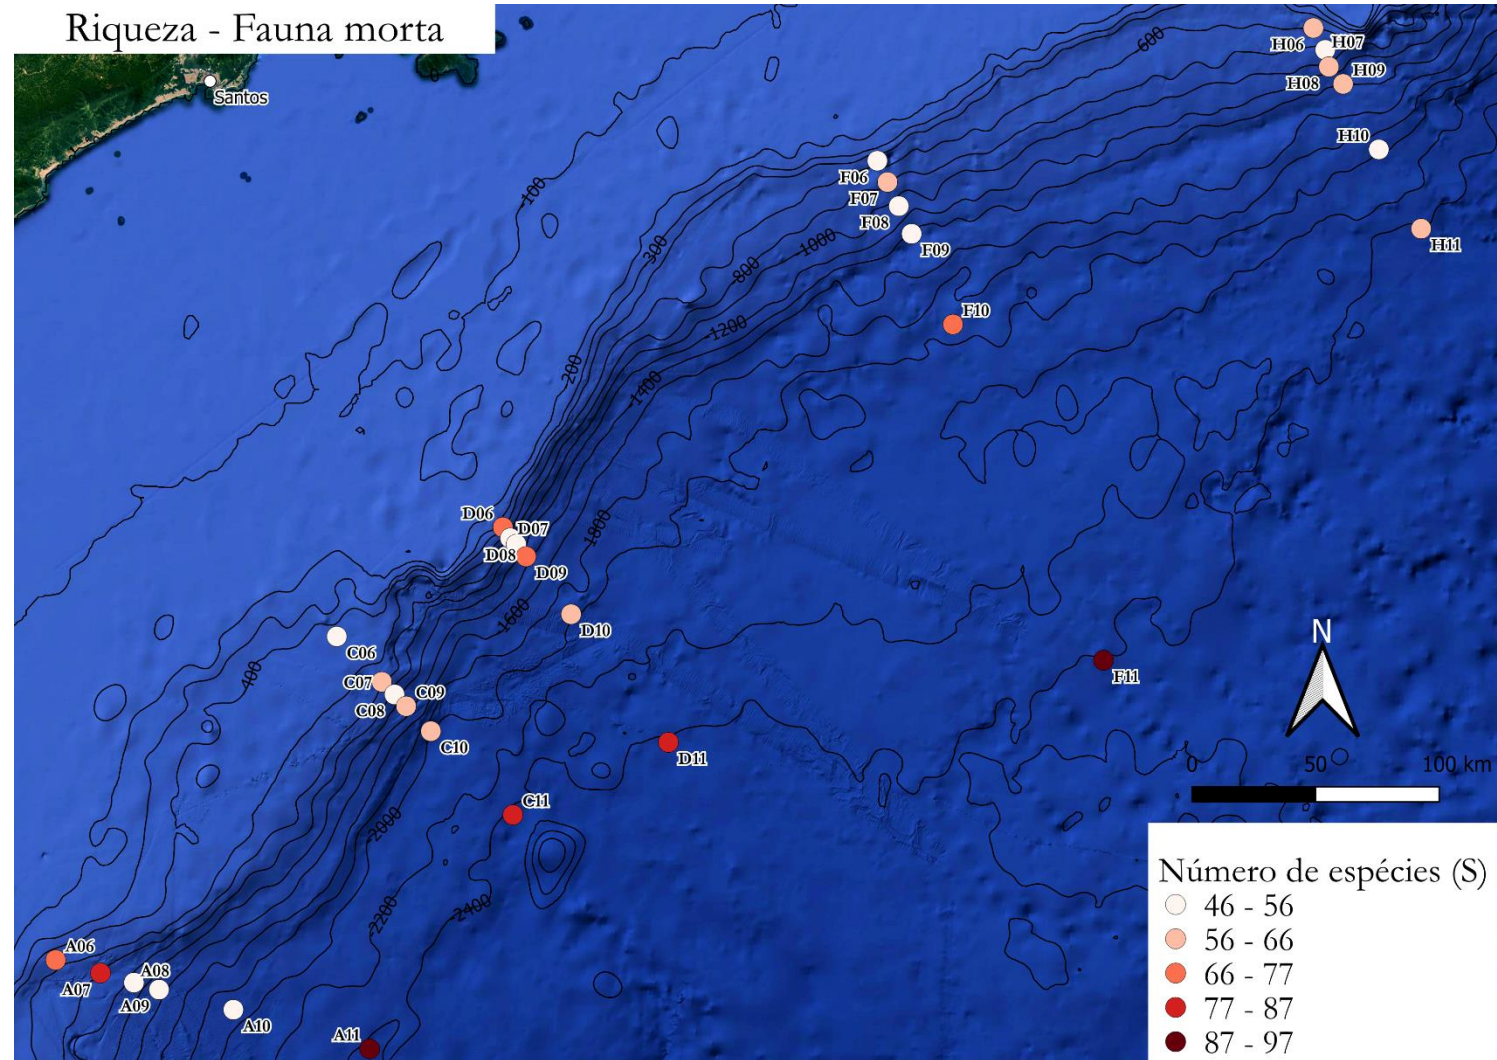 Riqueza - Fauna morta
Santos
-100
600
H06
H07
H08
H09
H10
H11
F06
F07
F08
F09
300
-1000
800
-1200
200
-1400
F10
D06
D07
D08
D09
1800
1600
D10
C06
400
C07
C08
C09
C10
N
F11
D11
0 50 100 km
C11
-2000
2200
-2400
A06
A07
A08
A09
A10
A11
Número de espécies (S)
46 - 56
56 - 66
66 - 77
77 - 87
87 - 97